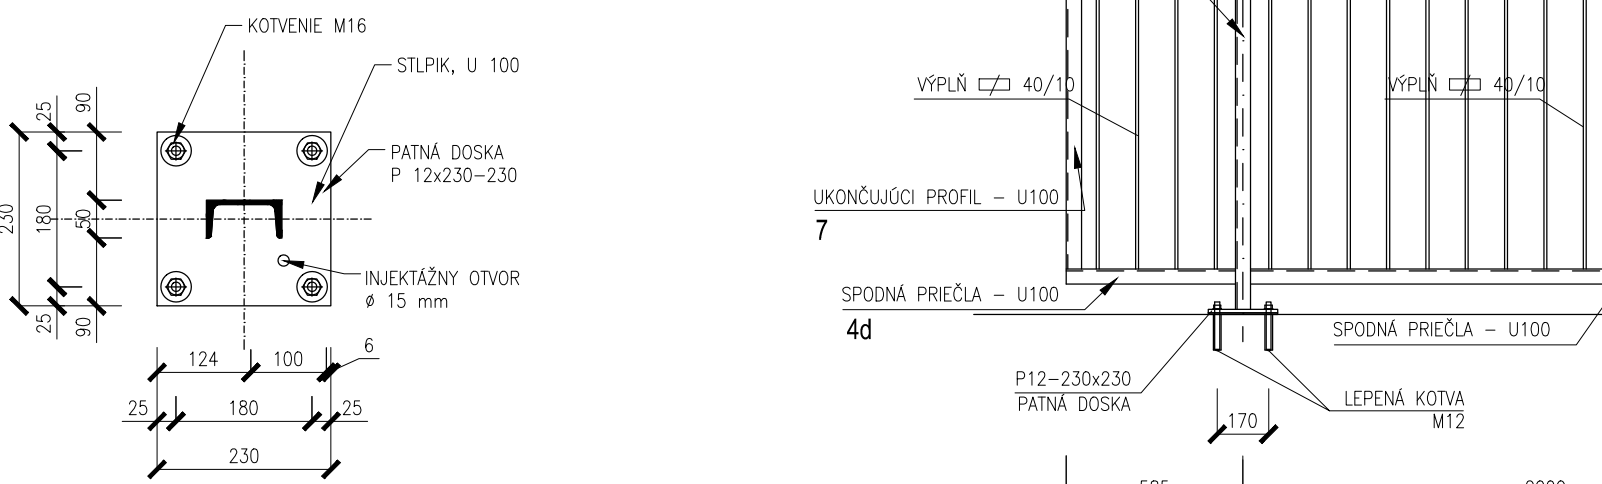 KOTVENIE M16
STLPIK, U 100
PATNÁ DOSKA
P 12x230-230
INJEKTÁŽNY OTVOR
ø 15 mm
25
90
230
180
50
25
90
124
100
6
25
180
25
230
VÝPLŇ 40/10
VÝPLŇ 40/10
UKONČUJÚCI PROFIL - U100
7
SPODNÁ PRIEČLA - U100
4d
SPODNÁ PRIEČLA - U100
P12-230x230
PATNÁ DOSKA
LEPENÁ KOTVA
M12
170